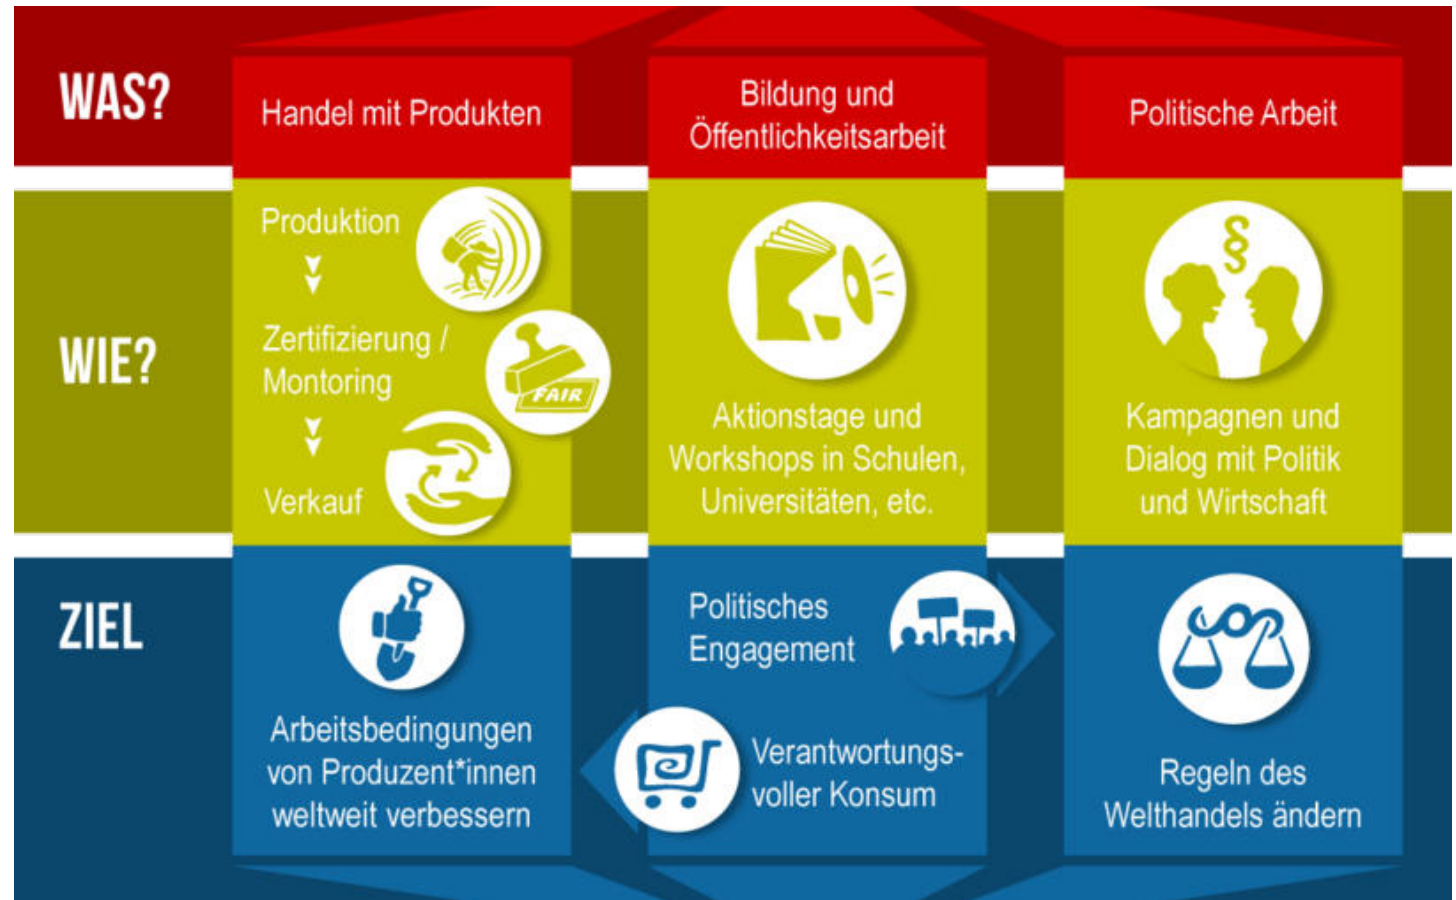 WAS?
Handel mit Produkten
Bildung und
Öffentlichkeitsarbeit
Politische Arbeit
WIE?
Produktion
Zertifizierung /
Montoring
FAIR
Verkauf
Aktionstage und
Workshops in Schulen,
Universitäten, etc.
§
Kampagnen und
Dialog mit Politik
und Wirtschaft
ZIEL
Arbeitsbedingungen
von Produzent*innen
weltweit verbessern
Politisches
Engagement
Verantwortungs-
voller Konsum
Regeln des
Welthandels ändern